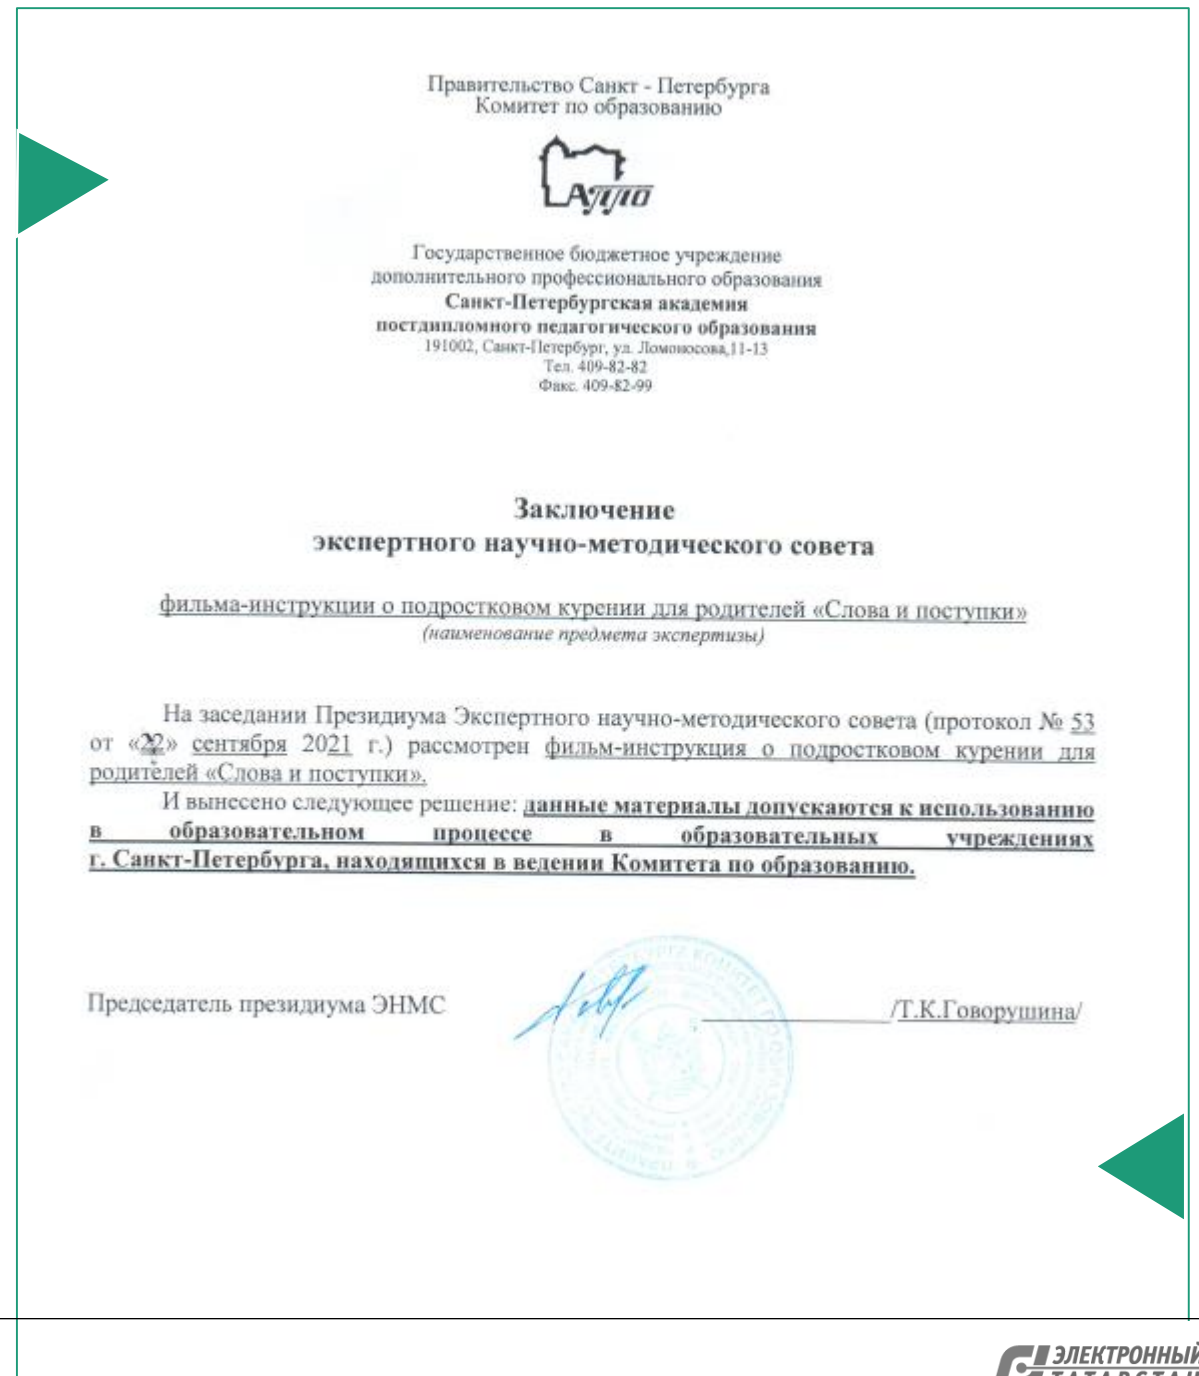 Правительство Санкт - Петербурга
Комитет по образованию
Аппо
Государственное бюджетное учреждение
дополнительного профессионального образования
Санкт-Петербургская академия
постдипломного педагогического образования
191002, Санкт-Петербург, ул. Ломоносова,11-13
Тел. 409-82-82
Факс. 409-82-99
Заключение
экспертного научно-методического совета
фильма-инструкции о подростковом курении для родителей «Слова и поступки»
(наименование предмета экспертизы)
На заседании Президиума Экспертного научно-методического совета (протокол № 53
от «22» сентября 2021 г.) рассмотрен фильм-инструкция о подростковом курении для
родителей «Слова и поступки».
И вынесено следующее решение: данные материалы допускаются к использованию
в образовательном процессе в образовательных учреждениях
г. Санкт-Петербурга, находящихся в ведении Комитета по образованию.
Председатель президиума ЭНМС /Т.К.Говорушина/
ЭЛЕКТРОННЫЙ
ТАТАРСТАН